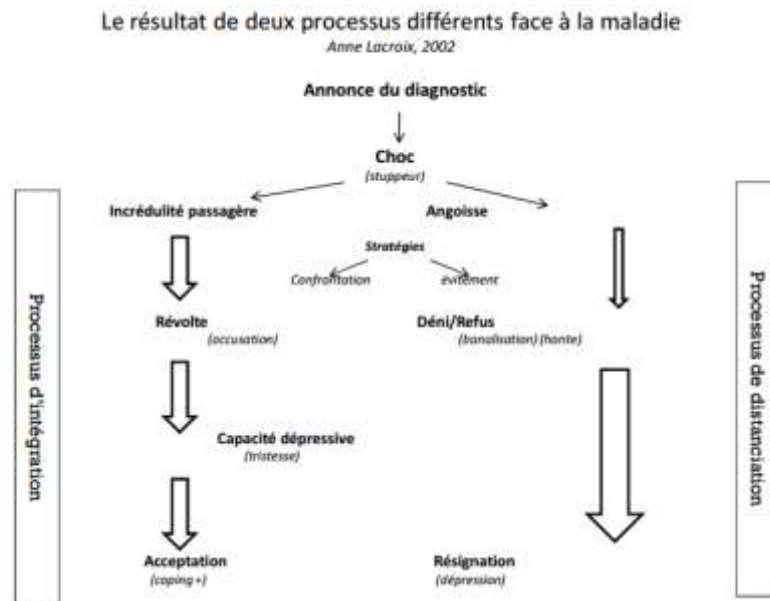 Le résultat de deux processus différents face à la maladie
Anne Lacroix, 2002
Annonce du diagnostic
Choc
(stuppeur)
Incrédulité passagère
Angoisse
Stratégies
Confrontation
évitement
Révolte
(accusation)
Déni/Refus
(banalisation) (honte)
Capacité dépressive
(tristesse)
Acceptation
(coping +)
Résignation
(dépression)
Processus d'intégration
Processus de distanciation